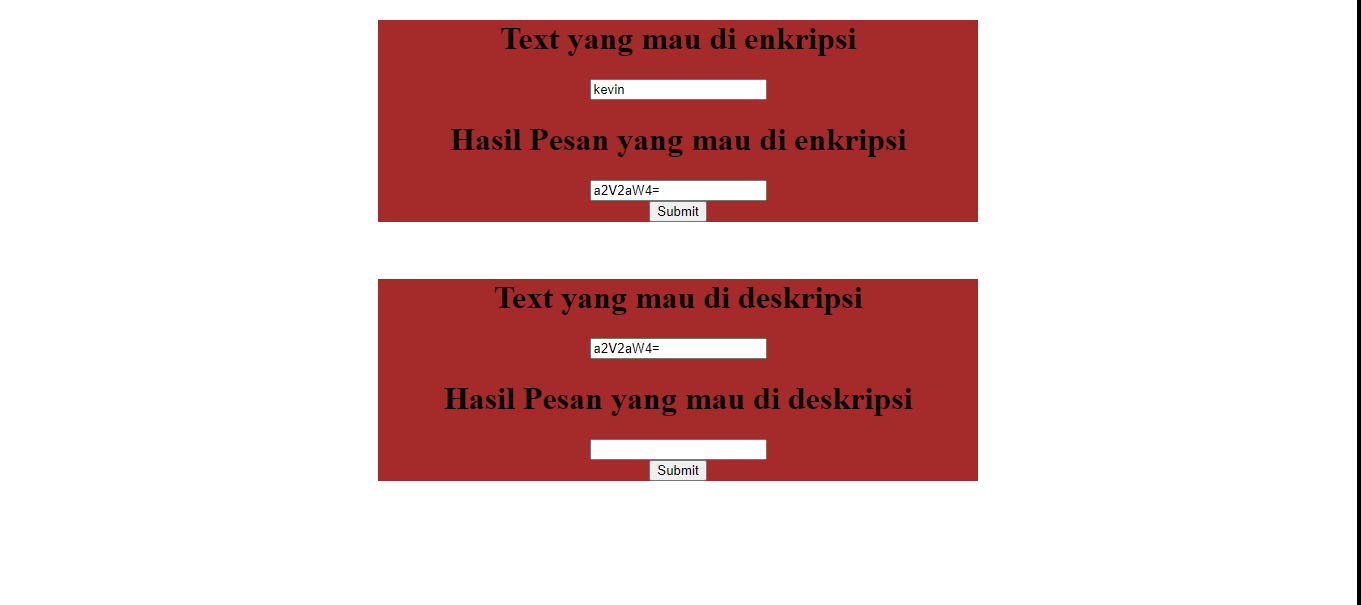 Text yang mau di enkripsi
kevin
Hasil Pesan yang mau di enkripsi
a2V2aW4=
Submit
Text yang mau di deskripsi
a2V2aW4=
Hasil Pesan yang mau di deskripsi
Submit